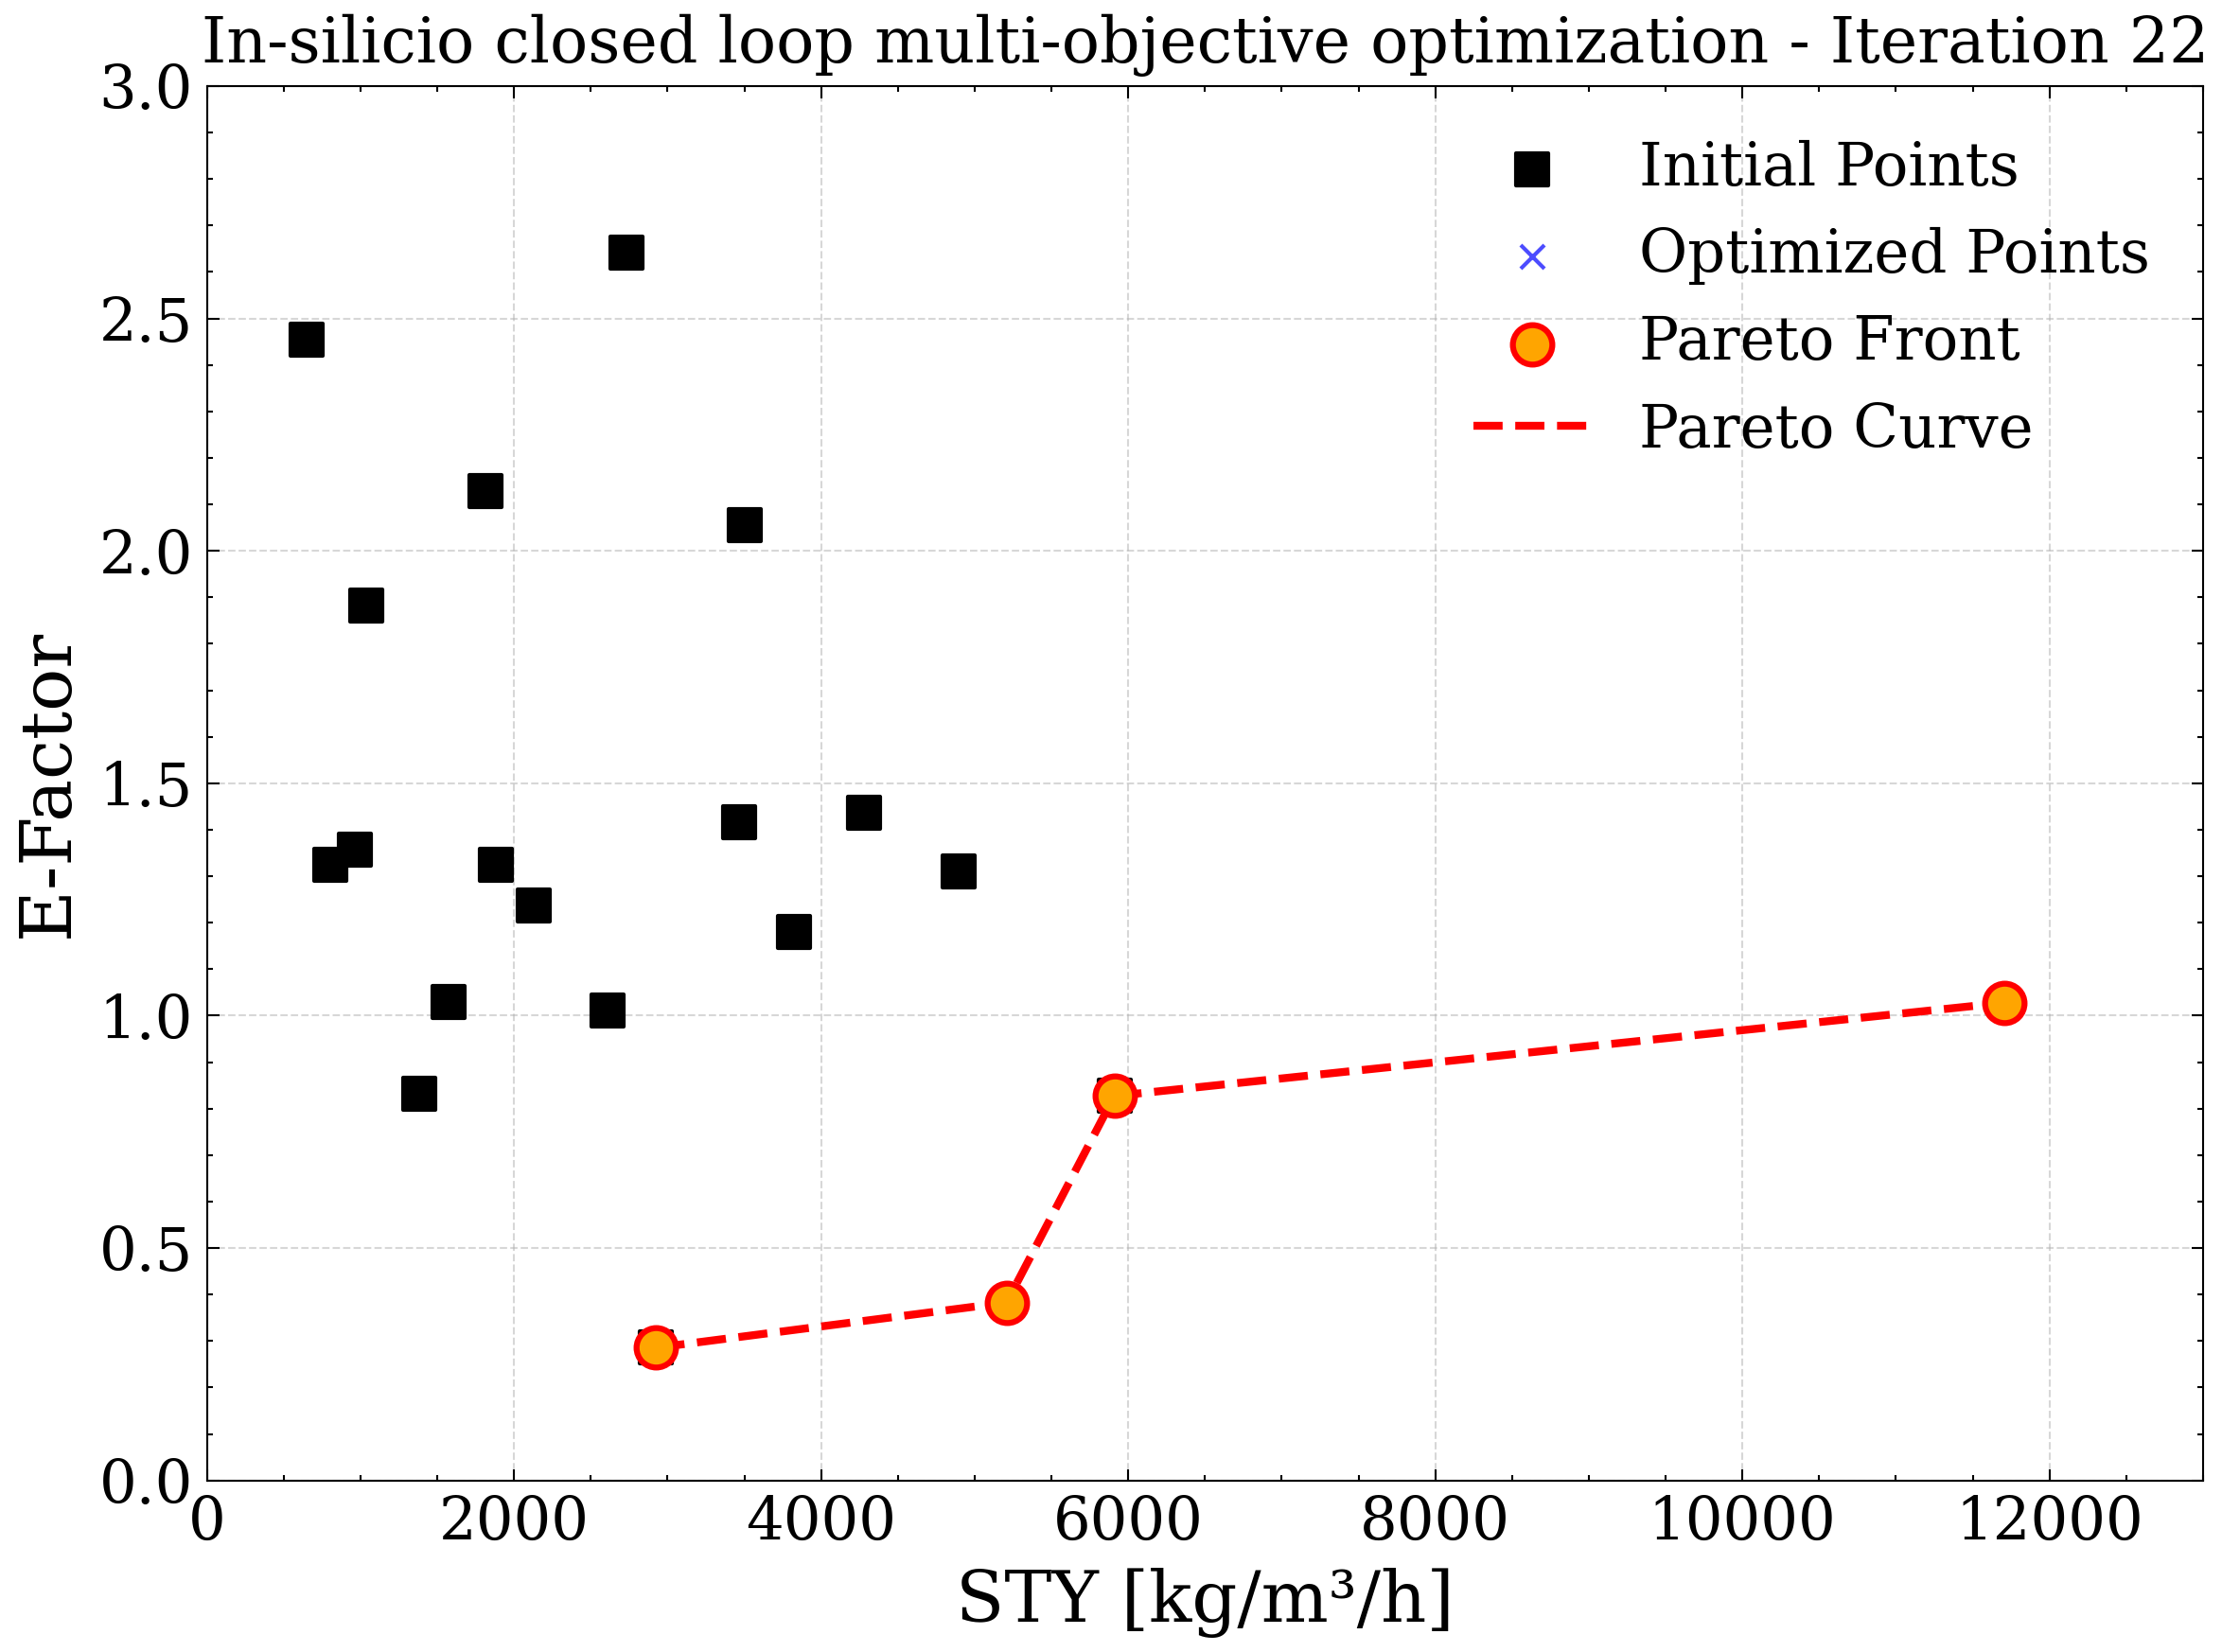 In-silicio closed loop multi-objective optimization - Iteration 22
3.0
2.5
2.0
1.5
1.0
0.5
0.0
E-Factor
Initial Points
Optimized Points
Pareto Front
Pareto Curve
0 2000 4000 6000 8000 10000 12000
STY [kg/m³/h]